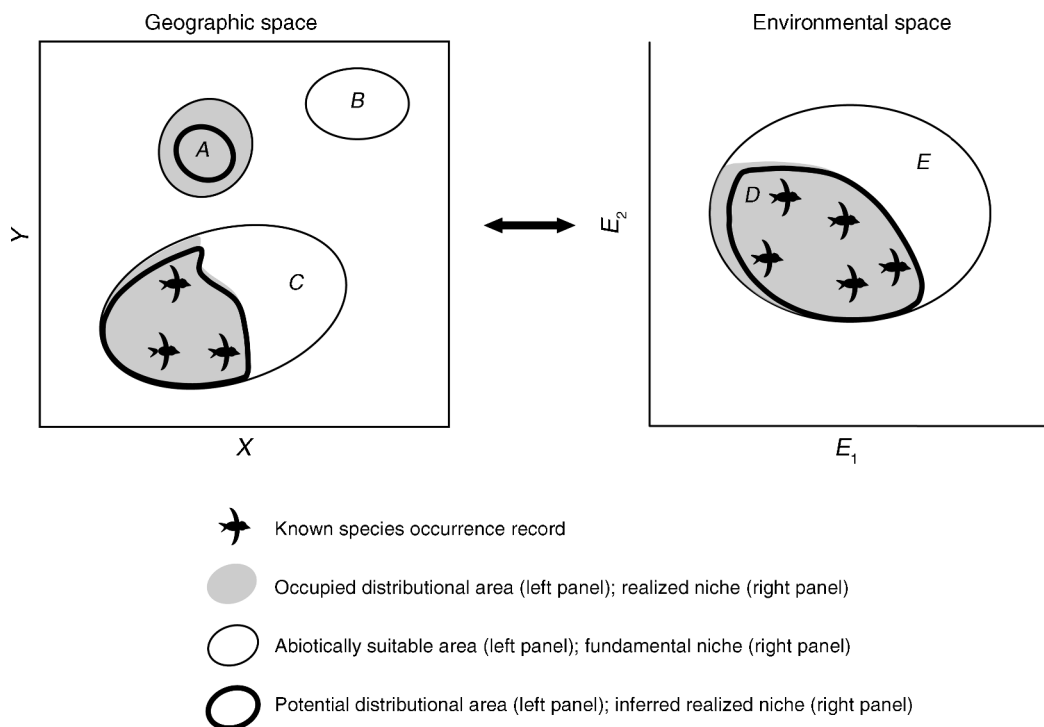 Geographic space
Environmental space
A
B
C
Y
X
D
E
E2
E1
Known species occurrence record
Occupied distributional area (left panel); realized niche (right panel)
Abiotically suitable area (left panel); fundamental niche (right panel)
Potential distributional area (left panel); inferred realized niche (right panel)